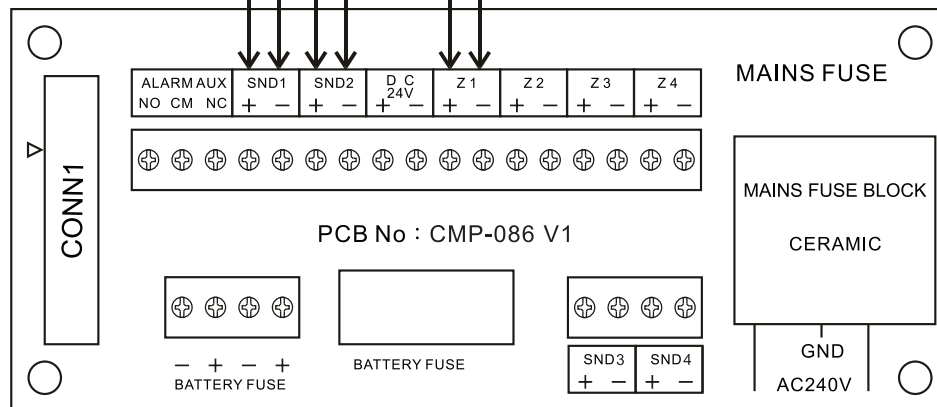 ALARM AUX SND1 SND2 D C 24V Z 1 Z 2 Z 3 Z 4
NO CM NC + − + − + − + − + − + − + −
MAINS FUSE
CONN1
MAINS FUSE BLOCK
CERAMIC
PCB No : CMP-086 V1
− + − +
BATTERY FUSE
BATTERY FUSE
SND3 SND4
+ − + −
GND
AC240V